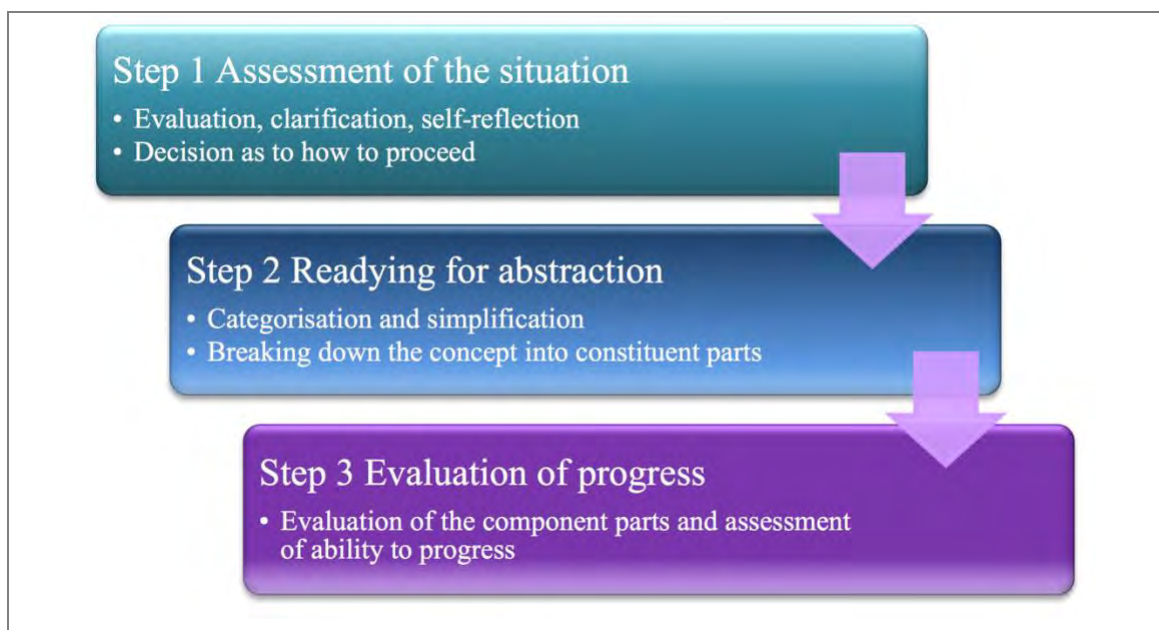 Step 1 Assessment of the situation
• Evaluation, clarification, self-reflection
• Decision as to how to proceed
Step 2 Readying for abstraction
• Categorisation and simplification
• Breaking down the concept into constituent parts
Step 3 Evaluation of progress
• Evaluation of the component parts and assessment
of ability to progress